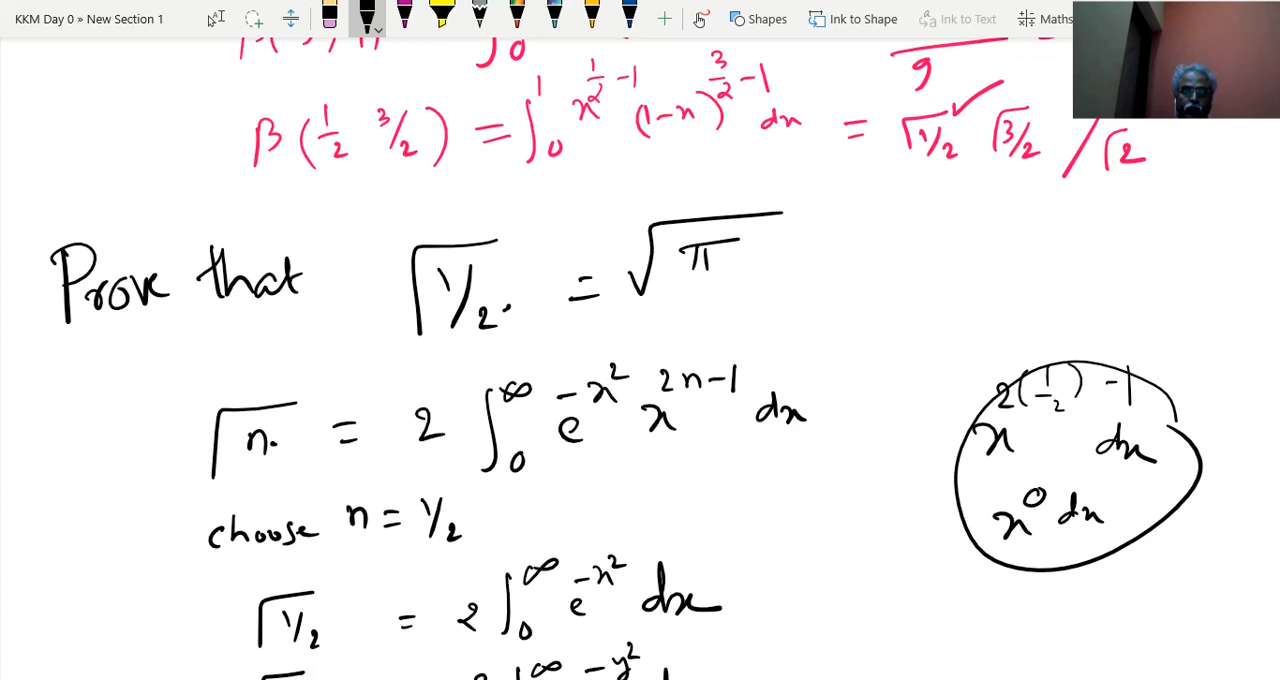 KKM Day 0 » New Section 1
Shapes Ink to Shape Ink to Text Maths
9
β(1/2 3/2) = ∫₀¹ x^(1/2 -1) (1-x)^(3/2 -1) dx = Γ1/2 ✓ Γ3/2 / Γ2
Prove that Γ1/2. = √π
Γn. = 2 ∫₀^∞ e^(-x²) x^(2n-1) dx
x^(2(1/2) -1) dx
x⁰ dx
choose n = 1/2
Γ1/2 = 2 ∫₀^∞ e^(-x²) dx
∞ -y²